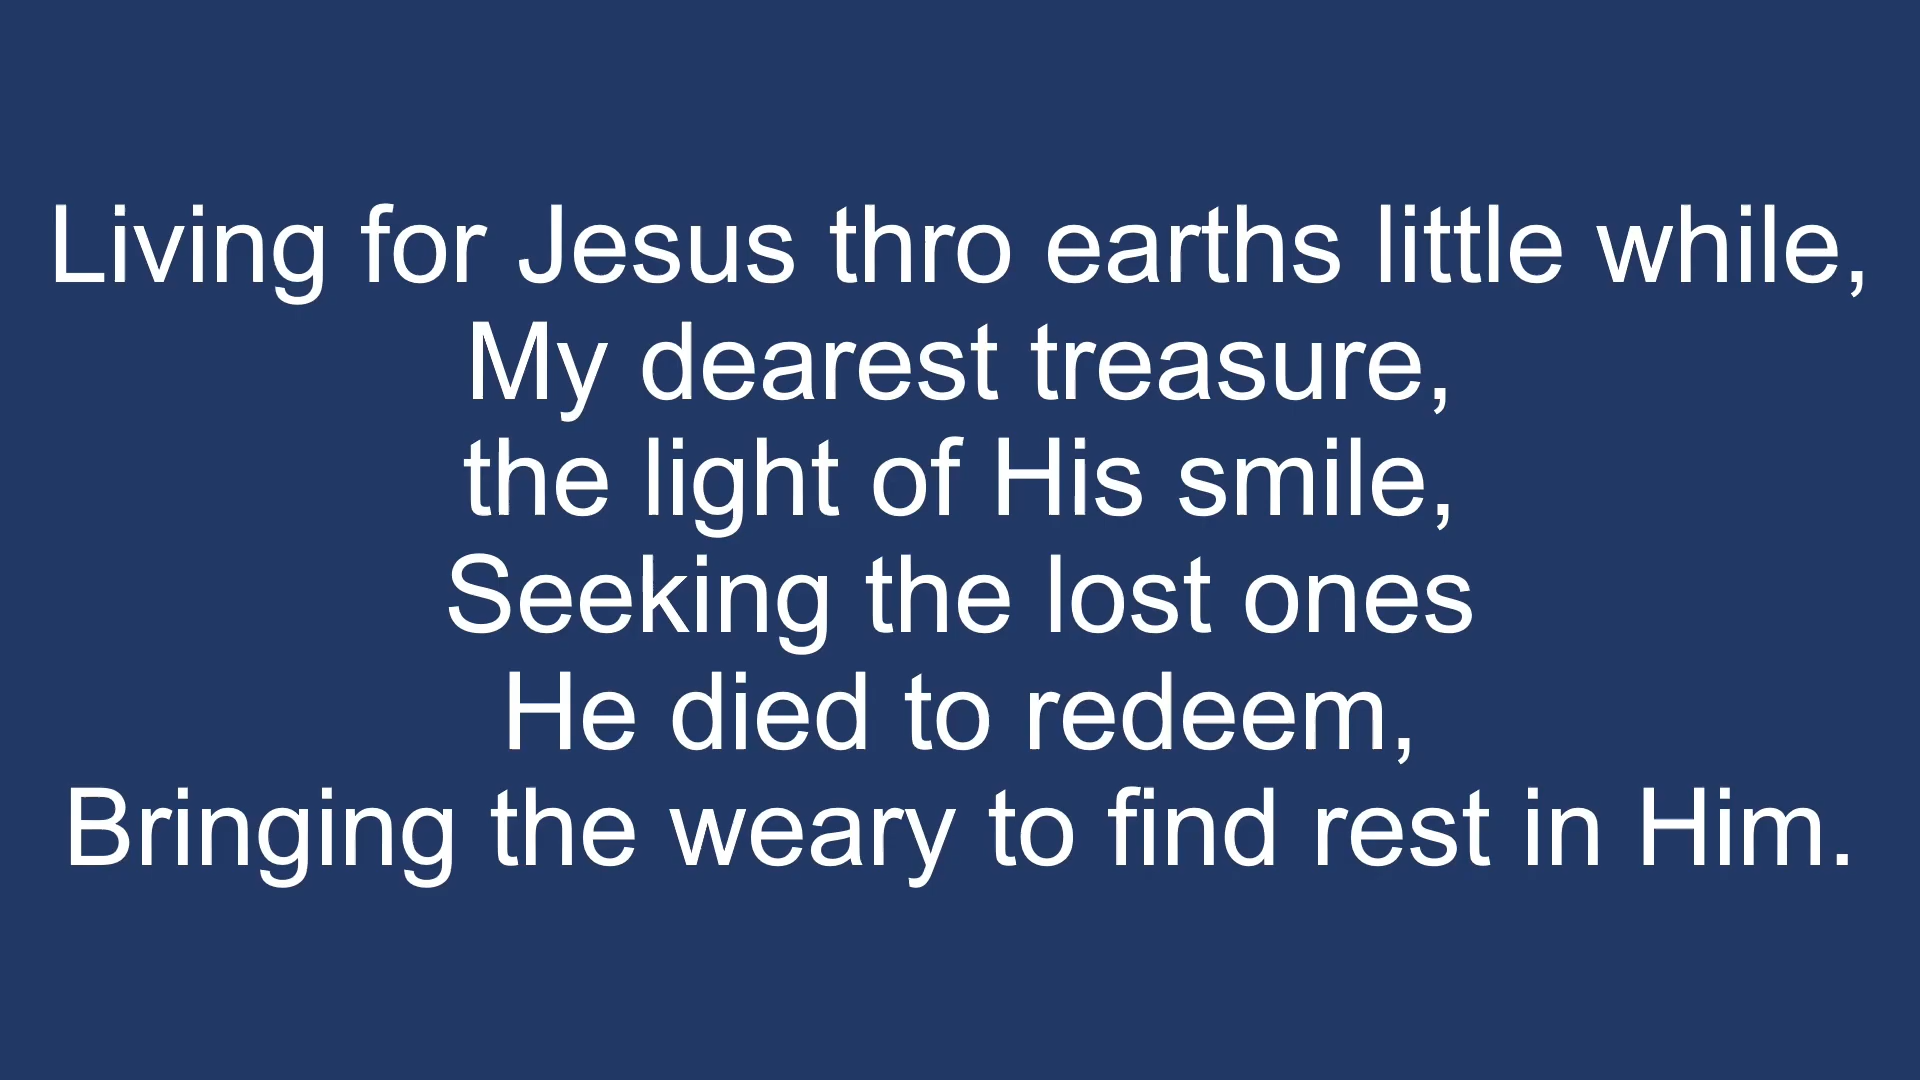 Living for Jesus thro earths little while,
My dearest treasure,
the light of His smile,
Seeking the lost ones
He died to redeem,
Bringing the weary to find rest in Him.